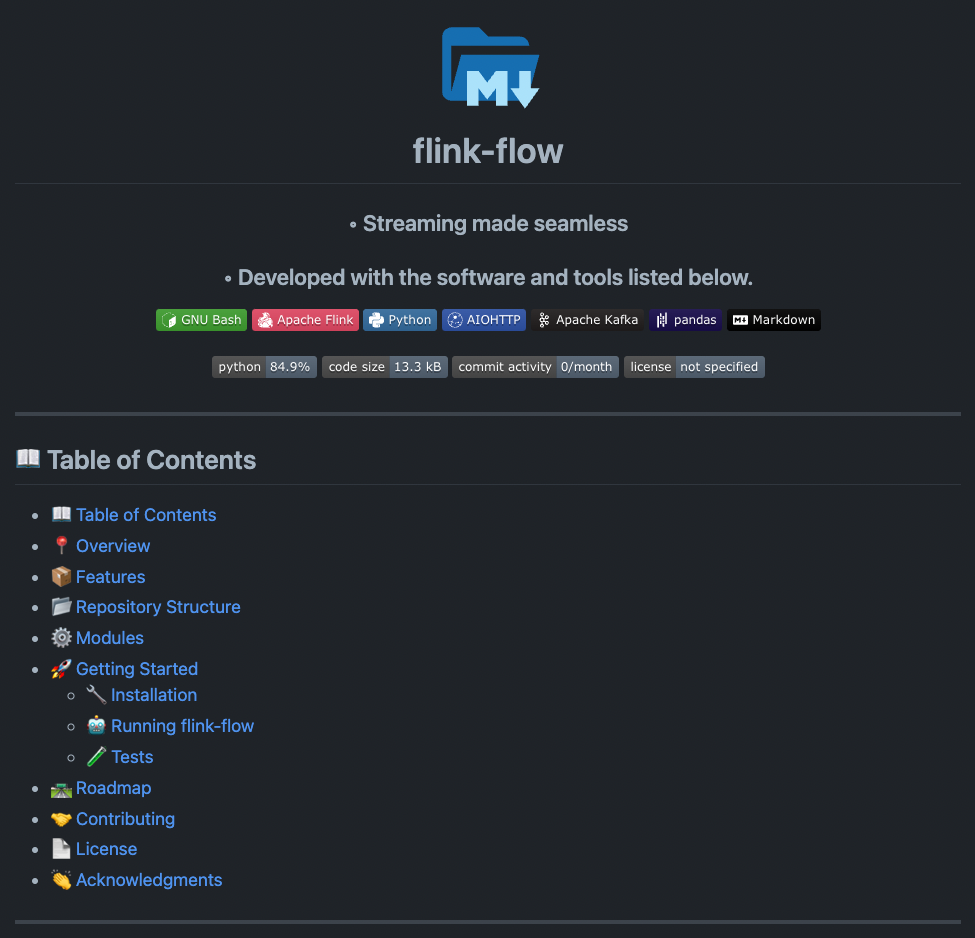 M
flink-flow
◦ Streaming made seamless
◦ Developed with the software and tools listed below.
GNU Bash Apache Flink Python AIOHTTP Apache Kafka pandas M Markdown
python 84.9% code size 13.3 kB commit activity 0/month license not specified
📖 Table of Contents
• 📖 Table of Contents
• 📍 Overview
• 📦 Features
• 📂 Repository Structure
• ⚙️ Modules
• 🚀 Getting Started
◦ 🔧 Installation
◦ 🤖 Running flink-flow
◦ 🧪 Tests
• 🛣 Roadmap
• 🤝 Contributing
• 📄 License
• 👏 Acknowledgments